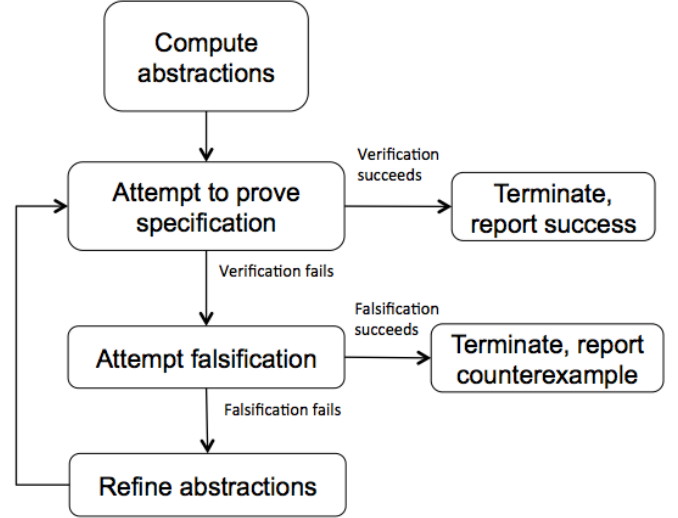 Compute
abstractions
Verification
succeeds
Attempt to prove
specification
Terminate,
report success
Verification fails
Falsification
succeeds
Attempt falsification
Terminate, report
counterexample
Falsification fails
Refine abstractions